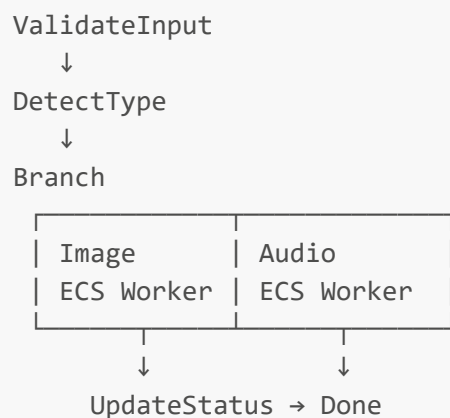 ValidateInput
↓
DetectType
↓
Branch
Image Audio
ECS Worker ECS Worker
↓ ↓
UpdateStatus → Done